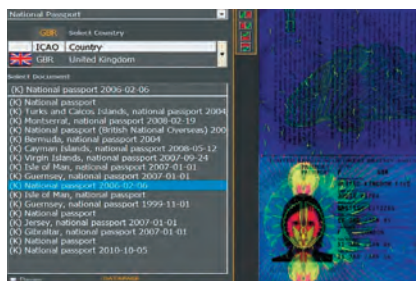 National Passport
GBR Select Country
ICAO Country
GBR United Kingdom
Select Document
(K) National passport 2006-02-06
(K) National passport
(K) Turks and Caicos Islands, national passport 2004
(K) Montserrat, national passport 2008-02-19
(K) National passport (British National Overseas) 200
(K) Bermuda, national passport 2004
(K) Cayman Islands, national passport 2008-05-12
(K) Virgin Islands, national passport 2007-09-24
(K) Isle of Man, national passport 2007-01-01
(K) Guernsey, national passport 2007-01-01
(K) National passport 2006-02-06
(K) Isle of Man, national passport
(K) Guernsey, national passport 1999-11-01
(K) National passport
(K) Jersey, national passport 2007-01-01
(K) Gibraltar, national passport 2007-01-01
(K) National passport
(K) National passport 2010-10-05
GBR